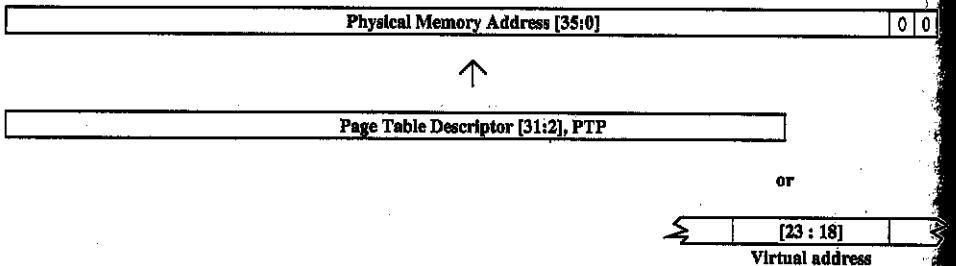 Physical Memory Address [35:0] 0 0
Page Table Descriptor [31:2], PTP
or
[23 : 18]
Virtual address